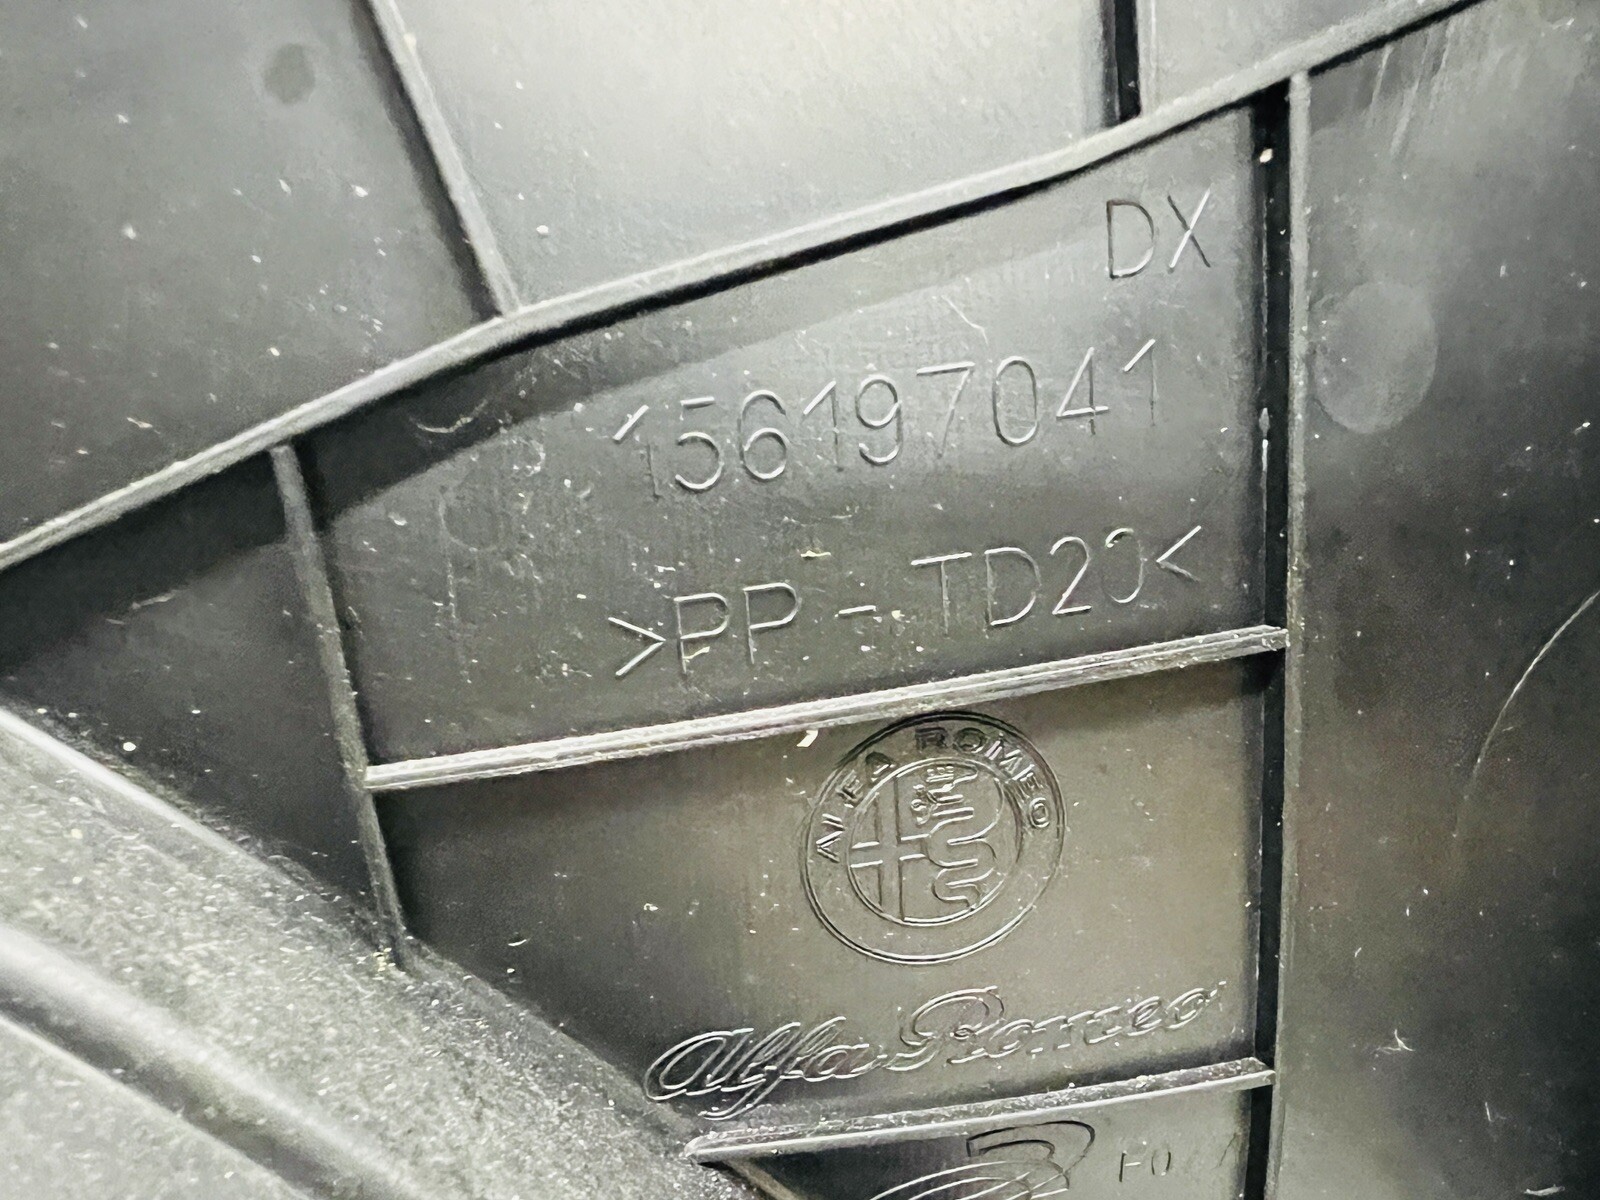 DX
156197041
>PP - TD20<
ALFA ROMEO
Alfa Romeo